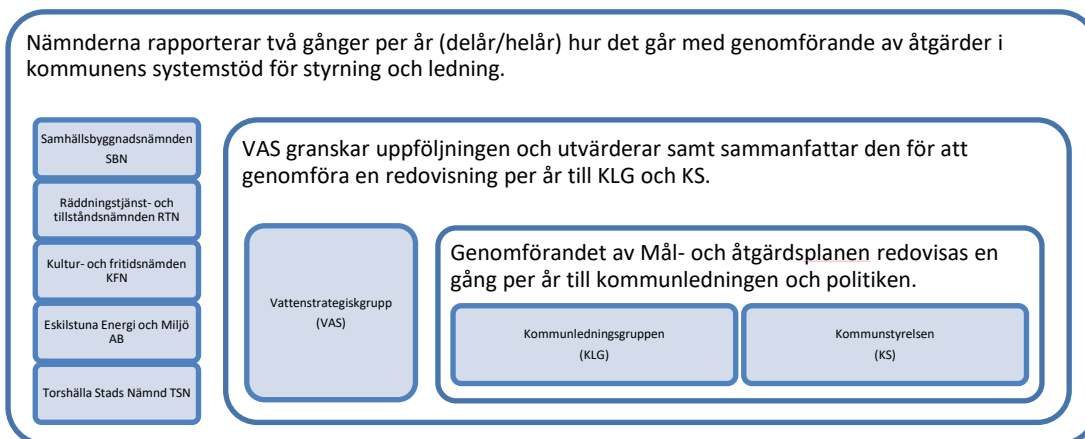 Nämnderna rapporterar två gånger per år (delår/helår) hur det går med genomförande av åtgärder i
kommunens systemstöd för styrning och ledning.
Samhällsbyggnadsnämnden
SBN
Räddningstjänst- och
tillståndsnämnden RTN
Kultur- och fritidsnämden
KFN
Eskilstuna Energi och Miljö
AB
Torshälla Stads Nämnd TSN
VAS granskar uppföljningen och utvärderar samt sammanfattar den för att
genomföra en redovisning per år till KLG och KS.
Vattenstrategiskgrupp
(VAS)
Genomförandet av Mål- och åtgärdsplanen redovisas en
gång per år till kommunledningen och politiken.
Kommunledningsgruppen
(KLG)
Kommunstyrelsen
(KS)